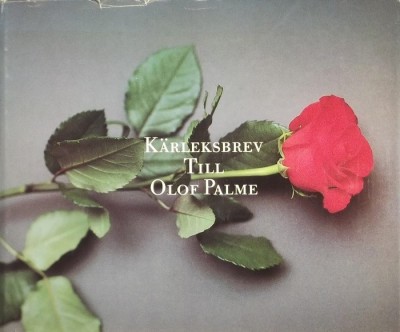 Kärleksbrev
Till
Olof Palme